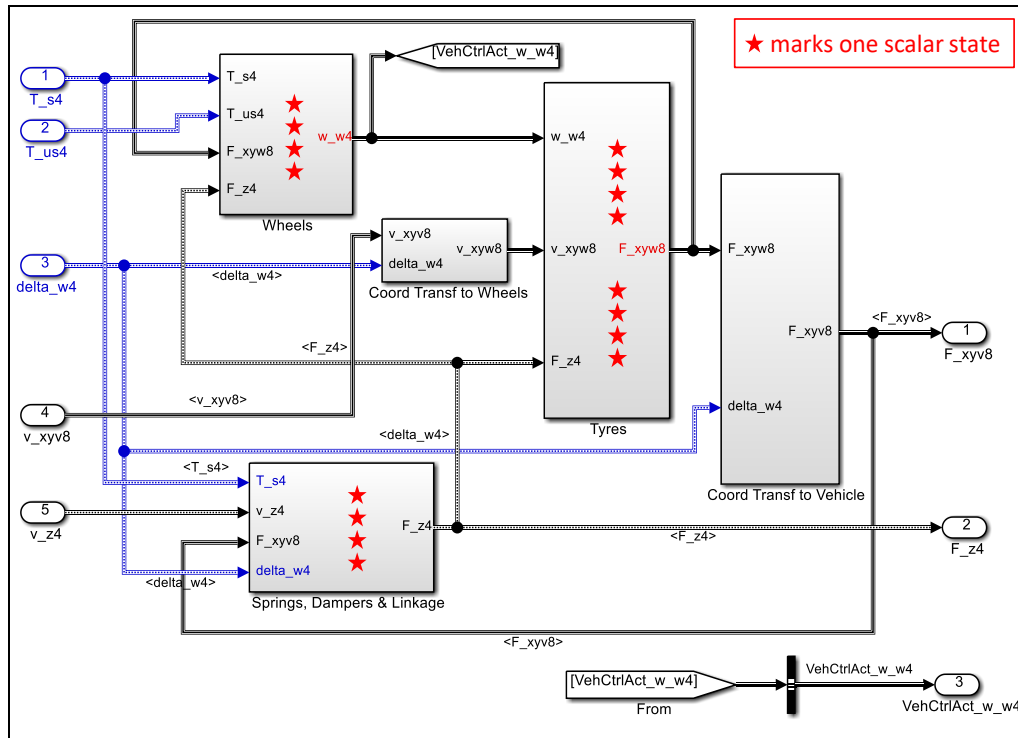 ★ marks one scalar state
[VehCtrlAct_w_w4]
1
T_s4
2
T_us4
T_s4
T_us4
F_xyw8
F_z4
w_w4
Wheels
w_w4
v_xyw8
F_z4
F_xyw8
Tyres
v_xyv8
delta_w4
v_xyw8
Coord Transf to Wheels
3
delta_w4
<delta_w4>
F_xyw8
F_xyv8
delta_w4
Coord Transf to Vehicle
<F_xyv8>
1
F_xyv8
<F_z4>
<v_xyv8>
4
v_xyv8
<delta_w4>
<T_s4>
5
v_z4
T_s4
v_z4
F_xyv8
delta_w4
F_z4
Springs, Dampers & Linkage
<F_z4>
2
F_z4
<delta_w4>
<F_xyv8>
[VehCtrlAct_w_w4]
From
VehCtrlAct_w_w4
3
VehCtrlAct_w_w4